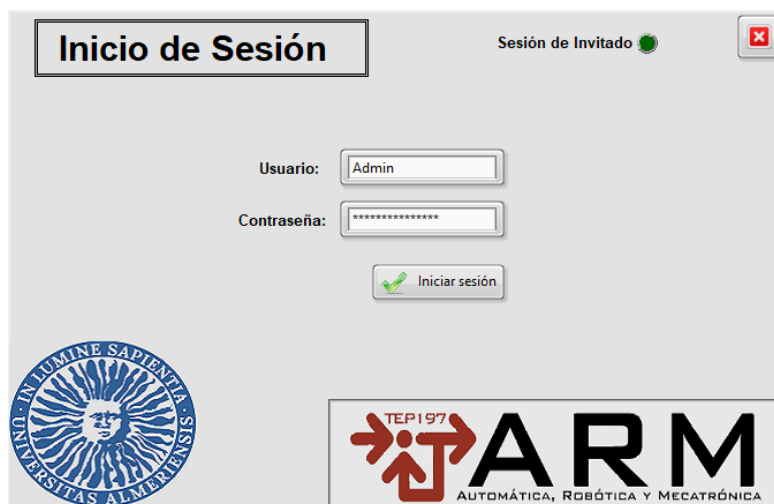 Inicio de Sesión
Sesión de Invitado
Usuario:
Admin
Contraseña:
***************
Iniciar sesión
· IN LUMINE SAPIENTIA ·
UNIVERSITAS ALMERIENSIS
TEP197
ARM
AUTOMÁTICA, ROBÓTICA Y MECATRÓNICA